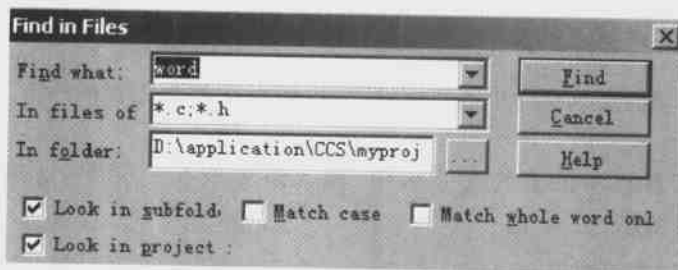 Find in Files
Find what: word Find
In files of *.c;*.h Cancel
In folder: D:\application\CCS\myproj ... Help
Look in subfold Match case Match whole word onl
Look in project :